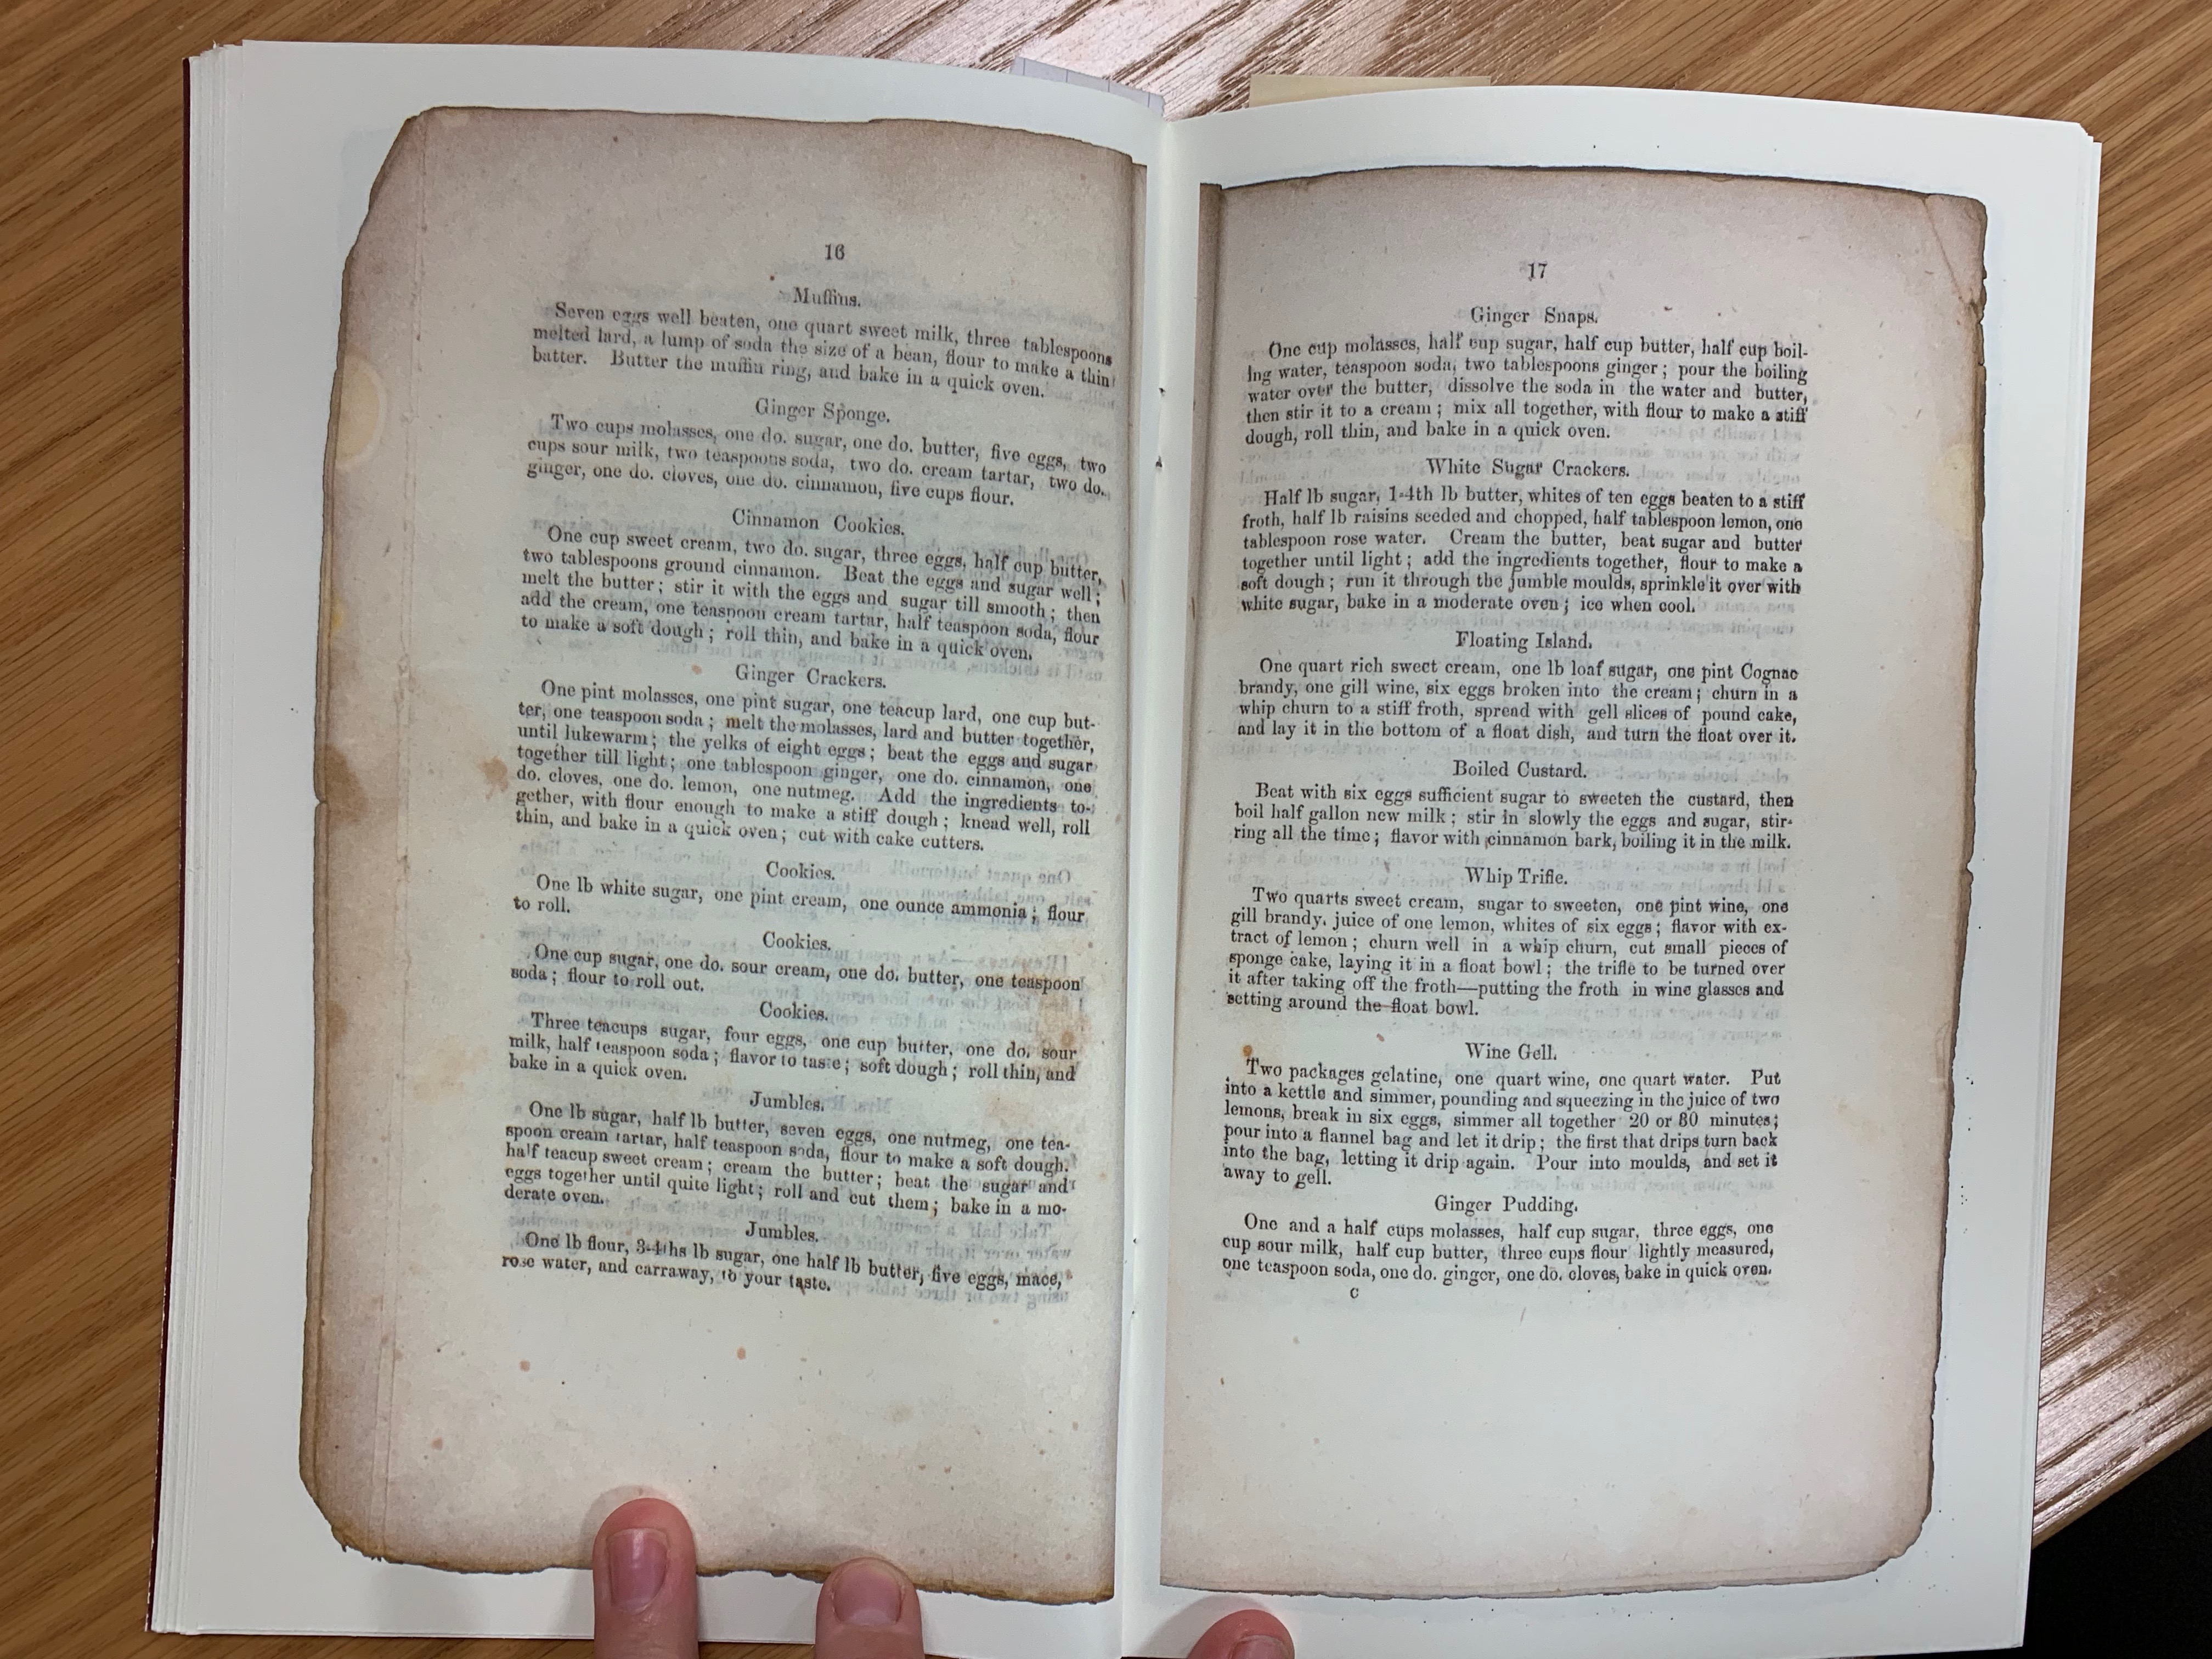 16
Muffins.
Seven eggs well beaten, one quart sweet milk, three tablespoons
melted lard, a lump of soda the size of a bean, flour to make a thin
batter. Butter the muffin ring, and bake in a quick oven.
Ginger Sponge.
Two cups molasses, one do. sugar, one do. butter, five eggs, two
cups sour milk, two teaspoons soda, two do. cream tartar, two do.
ginger, one do. cloves, one do. cinnamon, five cups flour.
Cinnamon Cookies.
One cup sweet cream, two do. sugar, three eggs, half cup butter,
two tablespoons ground cinnamon. Beat the eggs and sugar well;
melt the butter; stir it with the eggs and sugar till smooth; then
add the cream, one teaspoon cream tartar, half teaspoon soda, flour
to make a soft dough; roll thin, and bake in a quick oven.
Ginger Crackers.
One pint molasses, one pint sugar, one teacup lard, one cup but-
ter, one teaspoon soda; melt the molasses, lard and butter together,
until lukewarm; the yelks of eight eggs; beat the eggs and sugar
together till light; one tablespoon ginger, one do. cinnamon, one
do. cloves, one do. lemon, one nutmeg. Add the ingredients to-
gether, with flour enough to make a stiff dough; knead well, roll
thin, and bake in a quick oven; cut with cake cutters.
Cookies.
One lb white sugar, one pint cream, one ounce ammonia; flour
to roll.
Cookies.
One cup sugar, one do. sour cream, one do. butter, one teaspoon
soda; flour to roll out.
Cookies.
Three teacups sugar, four eggs, one cup butter, one do. sour
milk, half teaspoon soda; flavor to taste; soft dough; roll thin, and
bake in a quick oven.
Jumbles.
One lb sugar, half lb butter, seven eggs, one nutmeg, one tea-
spoon cream tartar, half teaspoon soda, flour to make a soft dough.
half teacup sweet cream; cream the butter; beat the sugar and
eggs together until quite light; roll and cut them; bake in a mo-
derate oven.
Jumbles.
One lb flour, 3-4ths lb sugar, one half lb butter, five eggs, mace,
rose water, and carraway, to your taste.
17
Ginger Snaps.
One cup molasses, half cup sugar, half cup butter, half cup boil-
ing water, teaspoon soda, two tablespoons ginger; pour the boiling
water over the butter, dissolve the soda in the water and butter,
then stir it to a cream; mix all together, with flour to make a stiff
dough, roll thin, and bake in a quick oven.
White Sugar Crackers.
Half lb sugar, 1-4th lb butter, whites of ten eggs beaten to a stiff
froth, half lb raisins seeded and chopped, half tablespoon lemon, one
tablespoon rose water. Cream the butter, beat sugar and butter
together until light; add the ingredients together, flour to make a
soft dough; run it through the jumble moulds, sprinkle it over with
white sugar, bake in a moderate oven; ice when cool.
Floating Island.
One quart rich sweet cream, one lb loaf sugar, one pint Cognac
brandy, one gill wine, six eggs broken into the cream; churn in a
whip churn to a stiff froth, spread with gell slices of pound cake,
and lay it in the bottom of a float dish, and turn the float over it.
Boiled Custard.
Beat with six eggs sufficient sugar to sweeten the custard, then
boil half gallon new milk; stir in slowly the eggs and sugar, stir-
ring all the time; flavor with cinnamon bark, boiling it in the milk.
Whip Trifle.
Two quarts sweet cream, sugar to sweeten, one pint wine, one
gill brandy, juice of one lemon, whites of six eggs; flavor with ex-
tract of lemon; churn well in a whip churn, cut small pieces of
sponge cake, laying it in a float bowl; the trifle to be turned over
it after taking off the froth—putting the froth in wine glasses and
setting around the float bowl.
Wine Gell.
Two packages gelatine, one quart wine, one quart water. Put
into a kettle and simmer, pounding and squeezing in the juice of two
lemons, break in six eggs, simmer all together 20 or 30 minutes;
pour into a flannel bag and let it drip; the first that drips turn back
into the bag, letting it drip again. Pour into moulds, and set it
away to gell.
Ginger Pudding.
One and a half cups molasses, half cup sugar, three eggs, one
cup sour milk, half cup butter, three cups flour lightly measured,
one teaspoon soda, one do. ginger, one do. cloves, bake in quick oven.
C